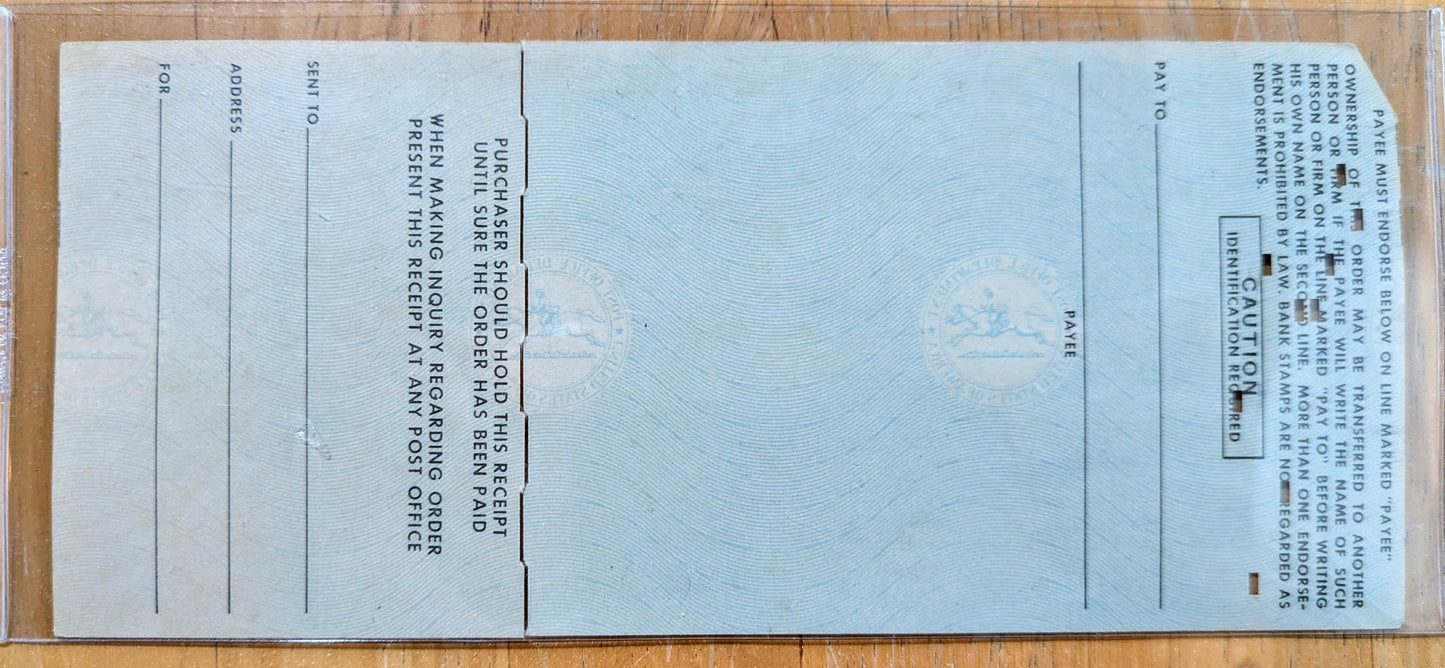 PAYEE MUST ENDORSE BELOW ON LINE MARKED "PAYEE"
OWNERSHIP OF THIS ORDER MAY BE TRANSFERRED TO ANOTHER
PERSON OR FIRM IF THE PAYEE WILL WRITE THE NAME OF SUCH
PERSON OR FIRM ON THE LINE MARKED "PAY TO" BEFORE WRITING
HIS OWN NAME ON THE SECOND LINE. MORE THAN ONE ENDORSE-
MENT IS PROHIBITED BY LAW. BANK STAMPS ARE NOT REGARDED AS
ENDORSEMENTS.
CAUTION
IDENTIFICATION REQUIRED
PAY TO
PAYEE
PURCHASER SHOULD HOLD THIS RECEIPT
UNTIL SURE THE ORDER HAS BEEN PAID
WHEN MAKING INQUIRY REGARDING ORDER
PRESENT THIS RECEIPT AT ANY POST OFFICE
SENT TO
ADDRESS
FOR